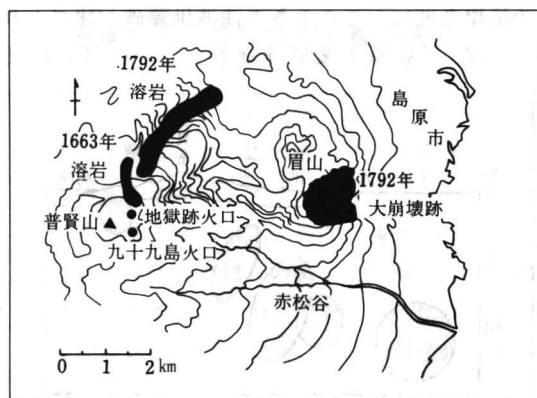 1792年
溶岩
1663年
溶岩
島原市
眉山
1792年
大崩壊跡
地獄跡火口
普賢山
九十九島火口
赤松谷
0 1 2 km